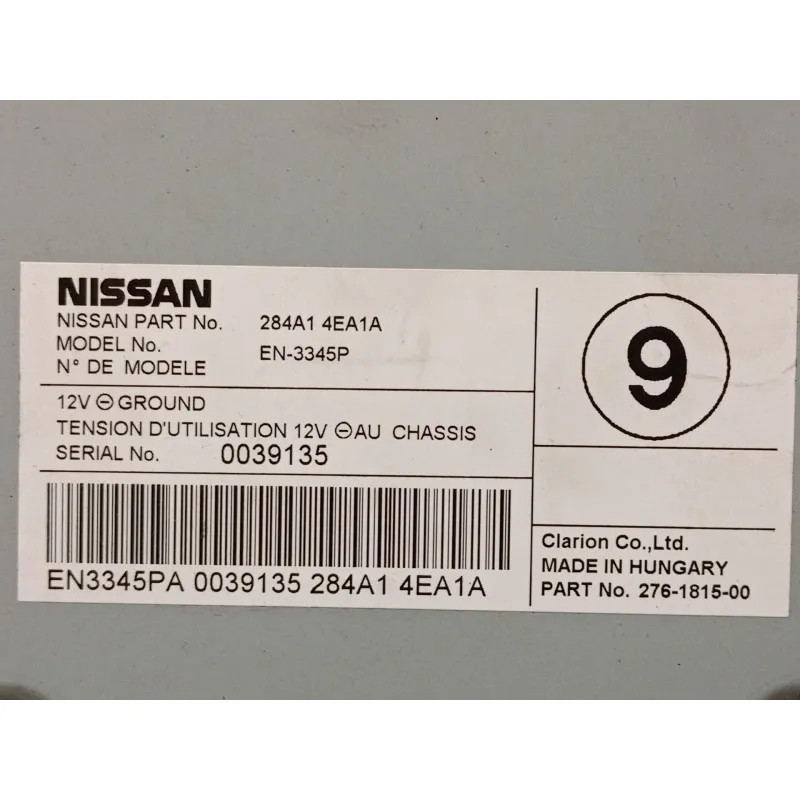 NISSAN
NISSAN PART No. 284A1 4EA1A
MODEL No. EN-3345P
N° DE MODELE
12V ⊖ GROUND
TENSION D'UTILISATION 12V ⊖ AU CHASSIS
SERIAL No. 0039135
EN3345PA 0039135 284A1 4EA1A
9
Clarion Co.,Ltd.
MADE IN HUNGARY
PART No. 276-1815-00